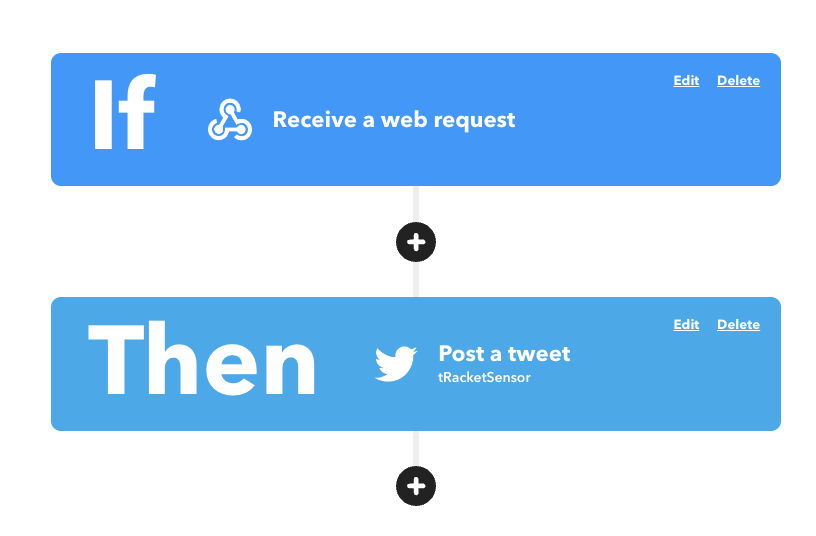 If
Receive a web request
Edit Delete
Then
Post a tweet
tRacketSensor
Edit Delete